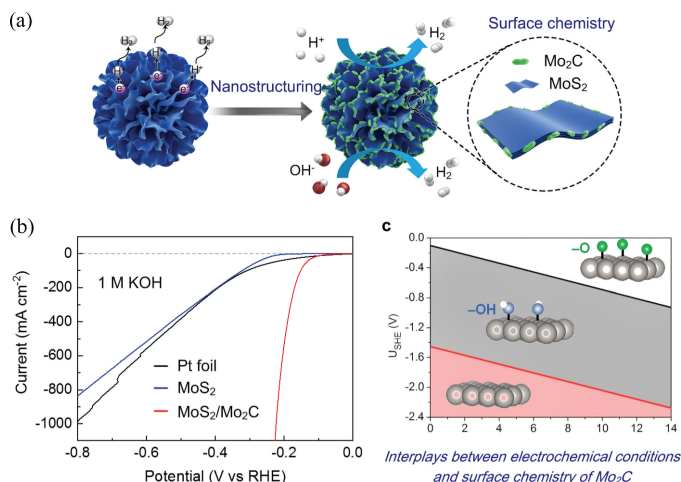 (a)
Surface chemistry
H₂ H₂ H₂
H⁺
H₂
Mo₂C
MoS₂
H⁺ H⁺
e⁻ e⁻ e⁻
Nanostructuring
OH⁻
H₂
(b)
0
-200
-400
-600
-800
-1000
Current (mA cm⁻²)
1 M KOH
Pt foil
MoS₂
MoS₂/Mo₂C
-0.8 -0.6 -0.4 -0.2 0.0
Potential (V vs RHE)
c
0.0
-0.4
-0.8
-1.2
-1.6
-2.0
-2.4
U_SHE (V)
–O
–OH
0 2 4 6 8 10 12 14
Interplays between electrochemical conditions
and surface chemistry of Mo₂C